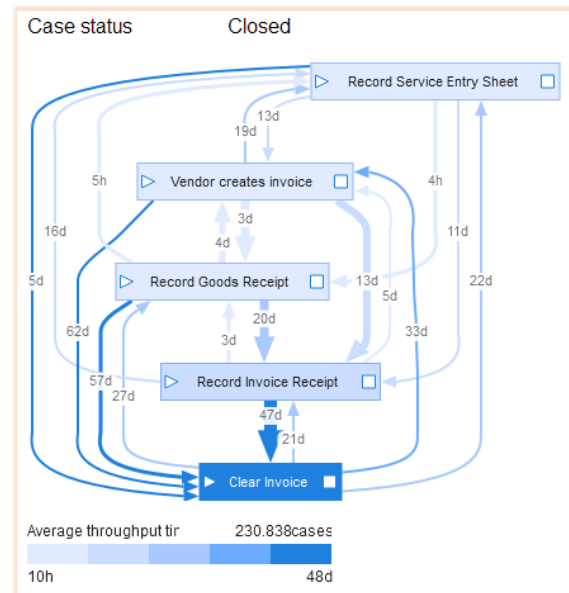 Case status Closed
Record Service Entry Sheet
13d
19d
Vendor creates invoice
5h
4h
3d
16d
11d
4d
5d
13d
Record Goods Receipt
22d
5d
20d
62d
33d
3d
57d
Record Invoice Receipt
27d
47d
21d
Clear Invoice
Average throughput tir 230.838cases
10h 48d